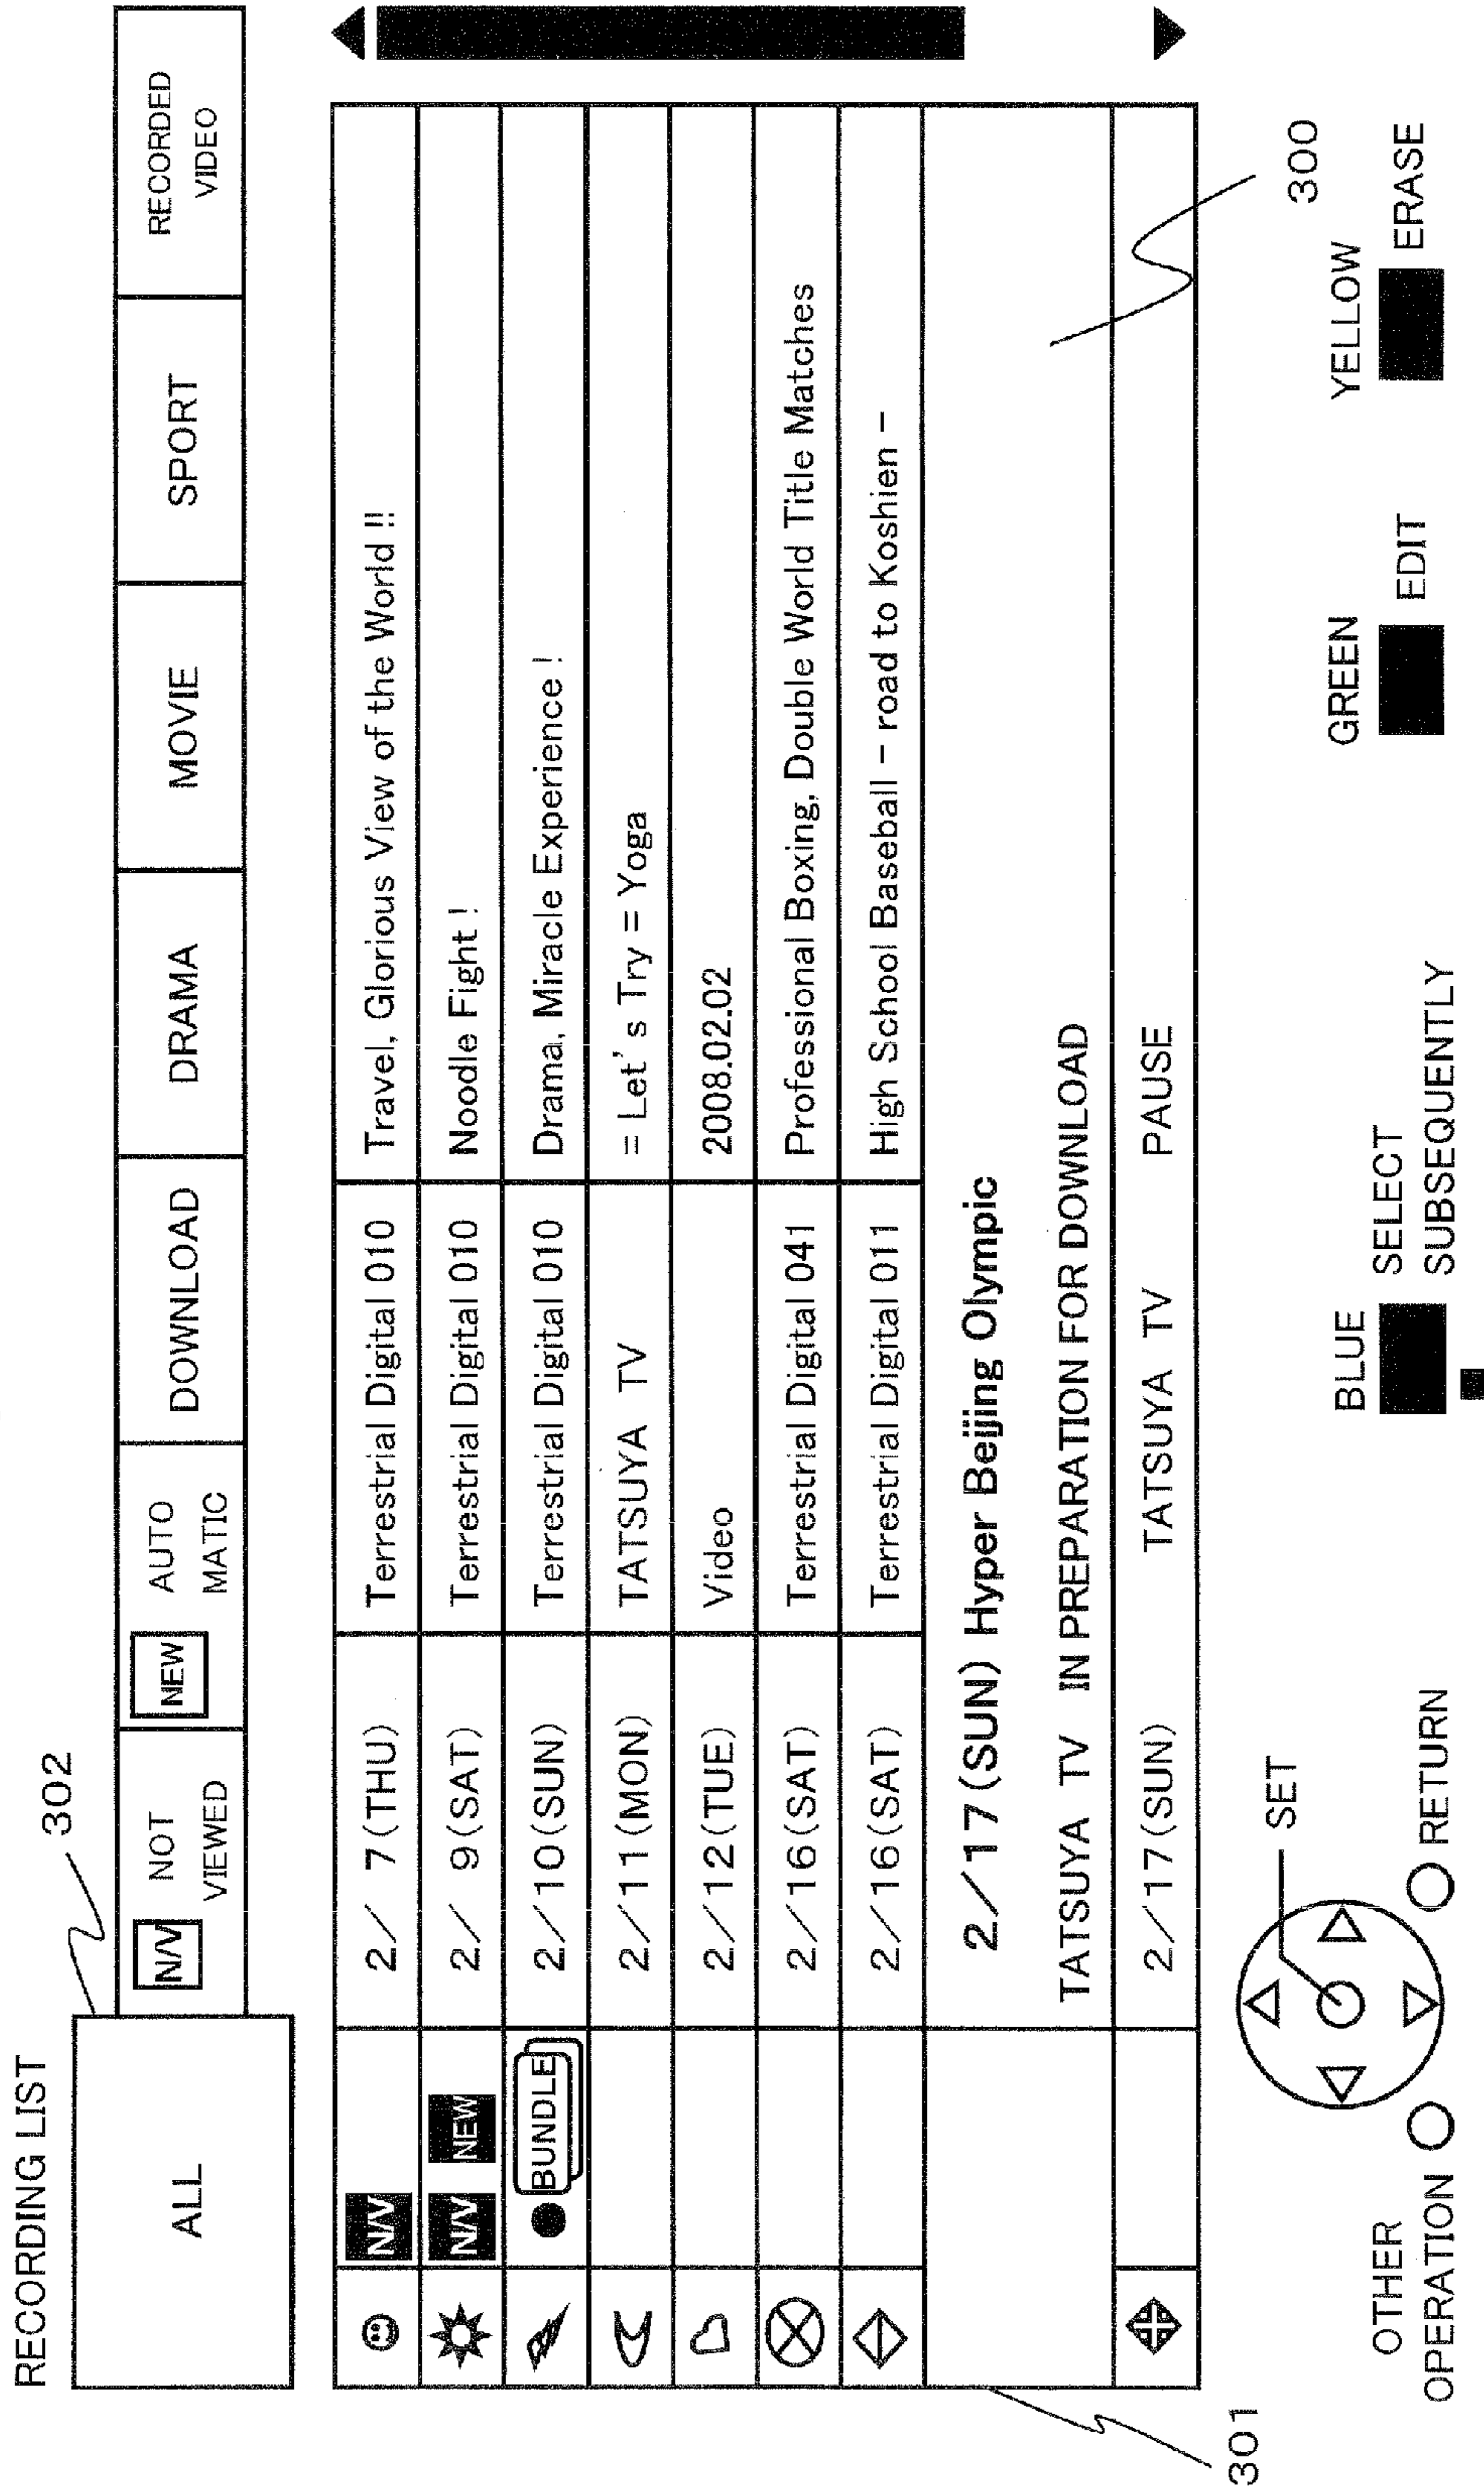 RECORDING LIST
302
ALL
N/V NOT VIEWED
NEW AUTO MATIC
DOWNLOAD
DRAMA
MOVIE
SPORT
RECORDED VIDEO
N/V 2/ 7(THU) Terrestrial Digital 010 Travel, Glorious View of the World !!
N/V NEW 2/ 9(SAT) Terrestrial Digital 010 Noodle Fight !
BUNDLE 2/10(SUN) Terrestrial Digital 010 Drama, Miracle Experience !
2/11(MON) TATSUYA TV = Let's Try = Yoga
2/12(TUE) Video 2008.02.02
2/16(SAT) Terrestrial Digital 041 Professional Boxing, Double World Title Matches
2/16(SAT) Terrestrial Digital 011 High School Baseball - road to Koshien -
2/17(SUN) Hyper Beijing Olympic
TATSUYA TV IN PREPARATION FOR DOWNLOAD
2/17(SUN) TATSUYA TV PAUSE
301
300
SET
OTHER
OPERATION
RETURN
BLUE
SELECT
SUBSEQUENTLY
GREEN
EDIT
YELLOW
ERASE